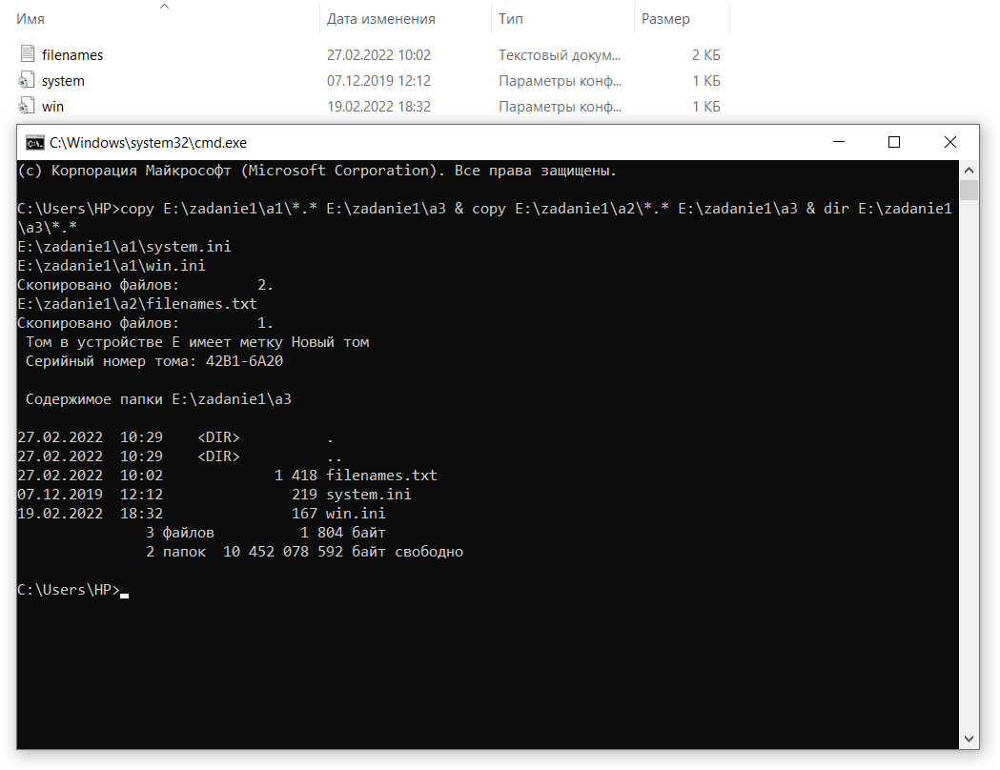 Имя Дата изменения Тип Размер
filenames 27.02.2022 10:02 Текстовый докум... 2 КБ
system 07.12.2019 12:12 Параметры конф... 1 КБ
win 19.02.2022 18:32 Параметры конф... 1 КБ
C:\Windows\system32\cmd.exe
(c) Корпорация Майкрософт (Microsoft Corporation). Все права защищены.
C:\Users\HP>copy E:\zadanie1\a1\*.* E:\zadanie1\a3 & copy E:\zadanie1\a2\*.* E:\zadanie1\a3 & dir E:\zadanie1
\a3\*.*
E:\zadanie1\a1\system.ini
E:\zadanie1\a1\win.ini
Скопировано файлов:         2.
E:\zadanie1\a2\filenames.txt
Скопировано файлов:         1.
Том в устройстве E имеет метку Новый том
Серийный номер тома: 42B1-6A20
Содержимое папки E:\zadanie1\a3
27.02.2022  10:29    <DIR>          .
27.02.2022  10:29    <DIR>          ..
27.02.2022  10:02             1 418 filenames.txt
07.12.2019  12:12               219 system.ini
19.02.2022  18:32               167 win.ini
3 файлов          1 804 байт
2 папок  10 452 078 592 байт свободно
C:\Users\HP>